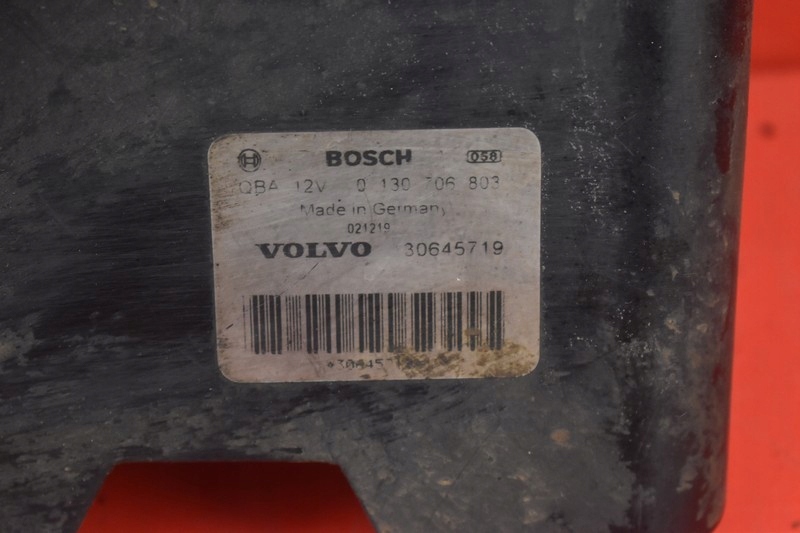 BOSCH 058
QBA 12V 0 130 706 803
Made in Germany
021219
VOLVO 30645719